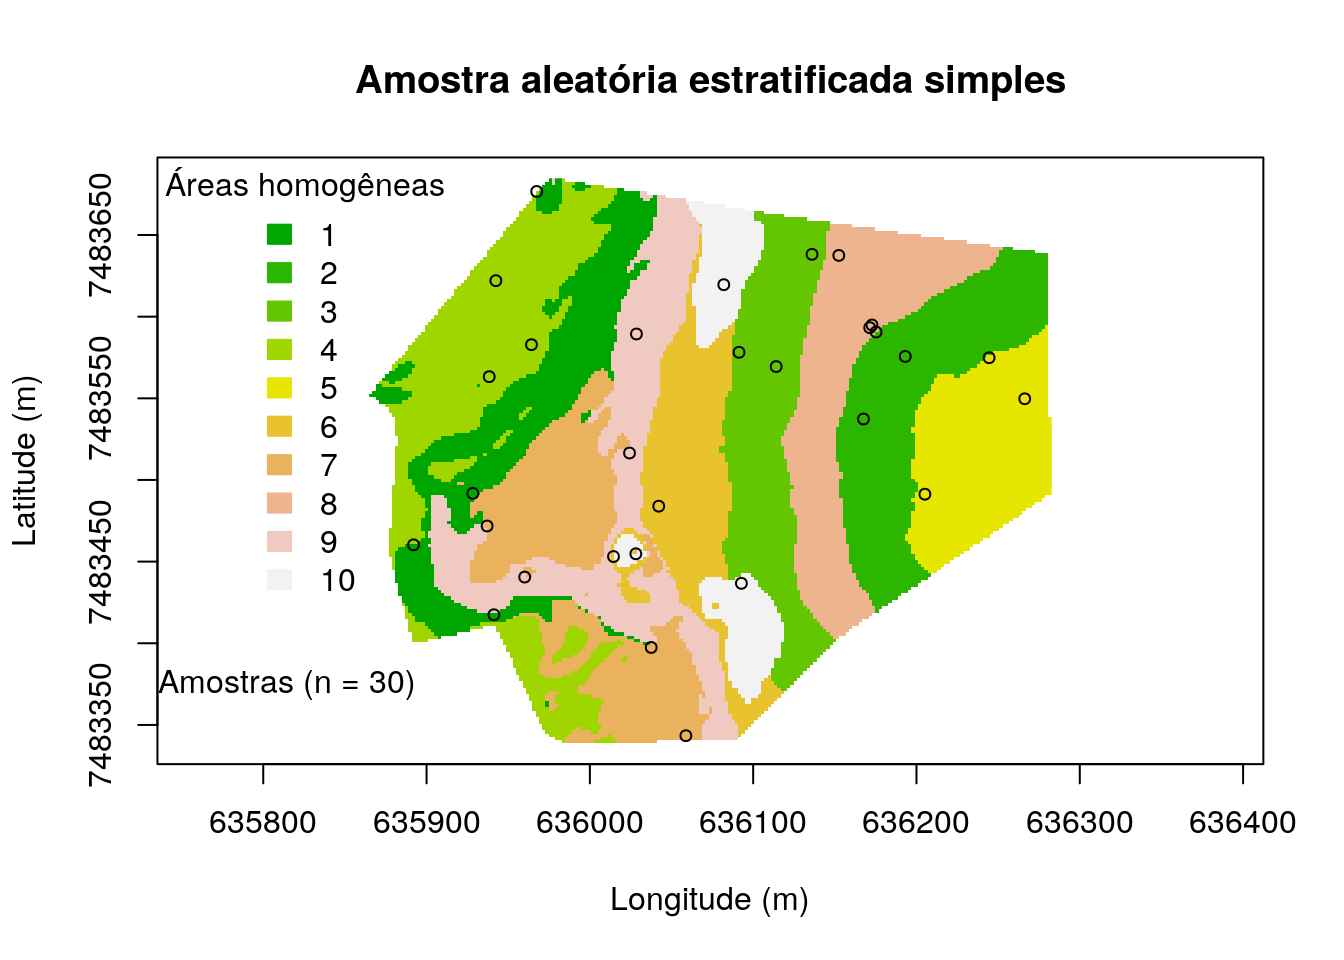 Amostra aleatória estratificada simples
Áreas homogêneas
1
2
3
4
5
6
7
8
9
10
Amostras (n = 30)
Latitude (m)
7483650
7483550
7483450
7483350
635800 635900 636000 636100 636200 636300 636400
Longitude (m)